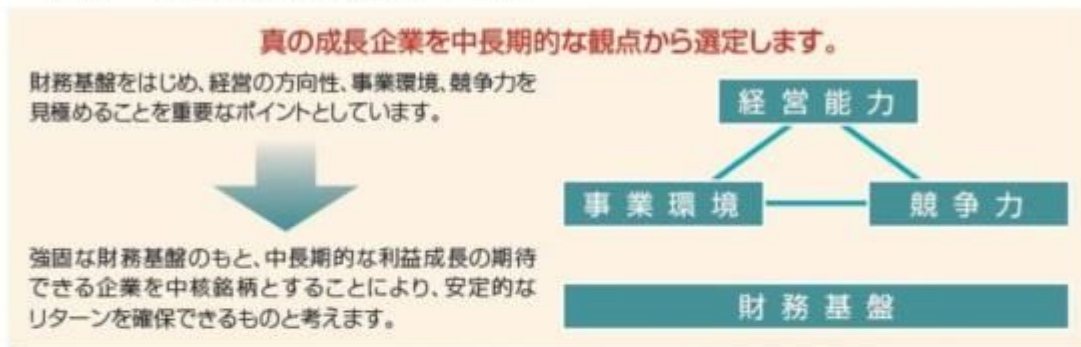 真の成長企業を中長期的な観点から選定します。
財務基盤をはじめ、経営の方向性、事業環境、競争力を
見極めることを重要なポイントとしています。
強固な財務基盤のもと、中長期的な利益成長の期待
できる企業を中核銘柄とすることにより、安定的な
リターンを確保できるものと考えます。
経営能力
事業環境
競争力
財務基盤